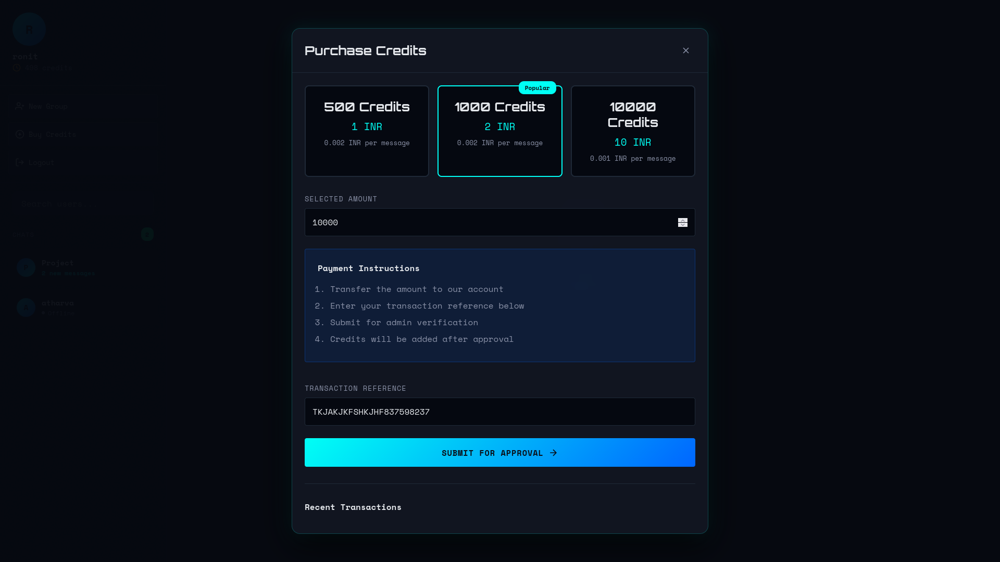 R
ronit
credits
New Group
Buy Credits
Logout
Search users...
CHATS
P
Project
new messages
A
atharva
Offline
Purchase Credits
Popular
500 Credits
1 INR
0.002 INR per message
1000 Credits
2 INR
0.002 INR per message
10000
Credits
10 INR
0.001 INR per message
SELECTED AMOUNT
10000
Payment Instructions
1. Transfer the amount to our account
2. Enter your transaction reference below
3. Submit for admin verification
4. Credits will be added after approval
TRANSACTION REFERENCE
TKJAKJKFSHKJHF837598237
SUBMIT FOR APPROVAL →
Recent Transactions